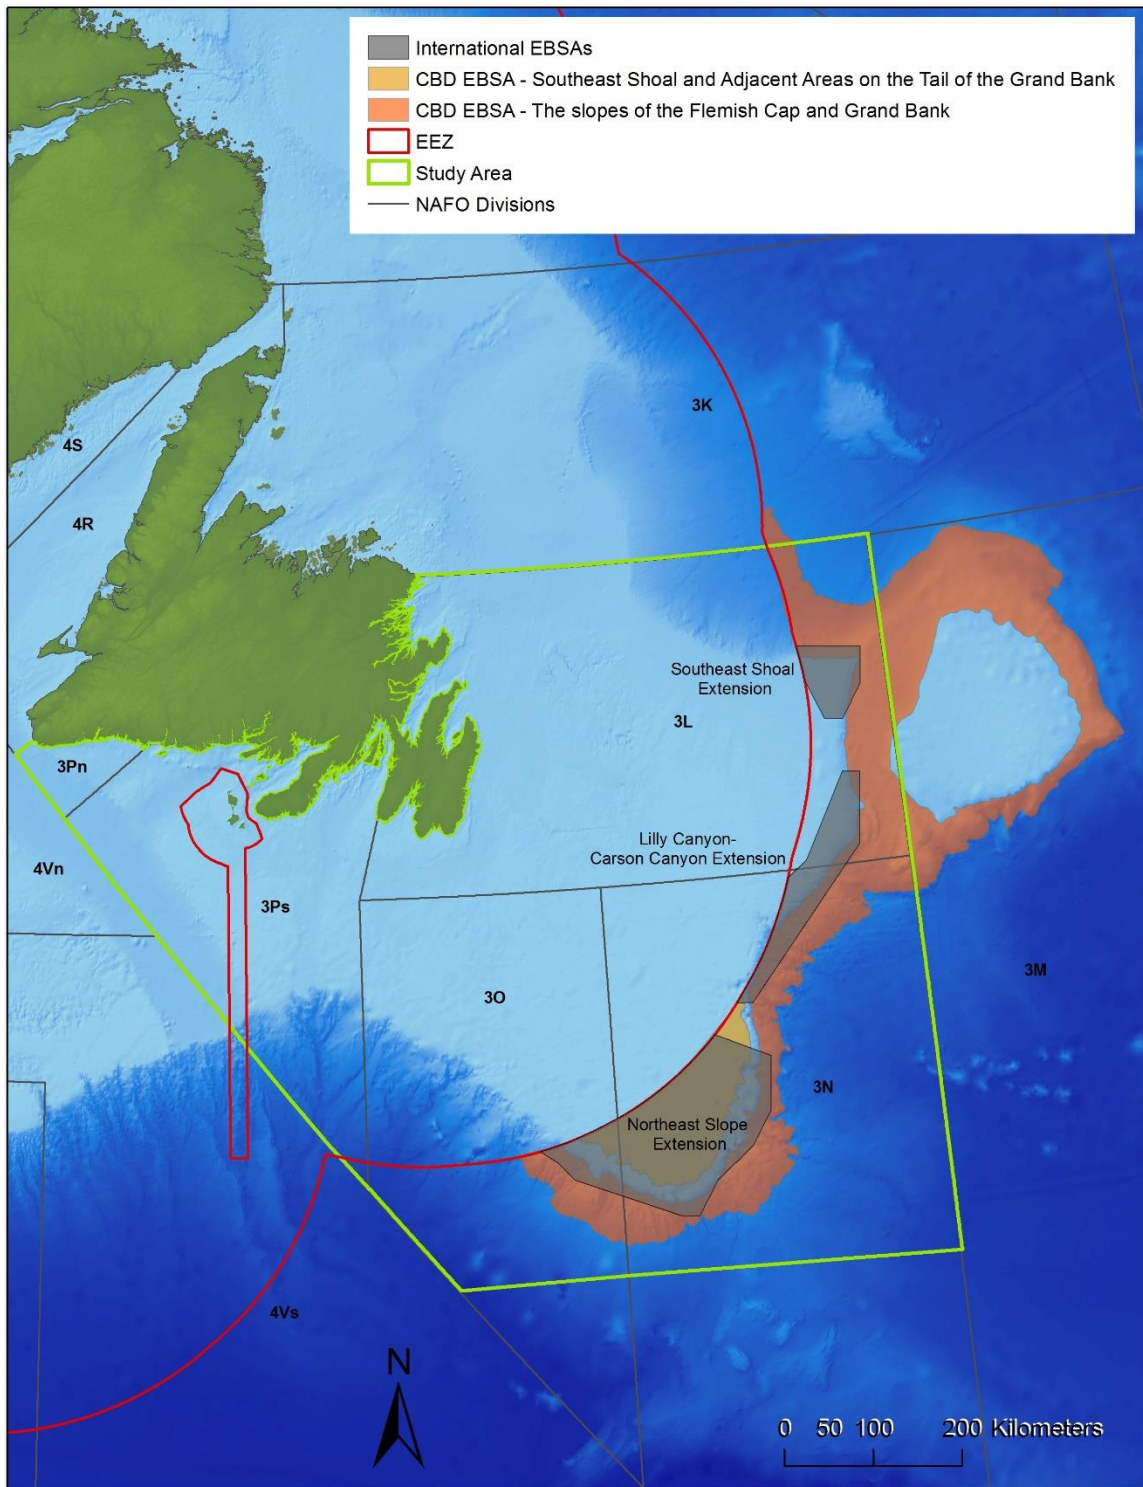 International EBSAs
CBD EBSA - Southeast Shoal and Adjacent Areas on the Tail of the Grand Bank
CBD EBSA - The slopes of the Flemish Cap and Grand Bank
EEZ
Study Area
NAFO Divisions
3K
4S
4R
Southeast Shoal
Extension
3L
3Pn
Lilly Canyon-
Carson Canyon Extension
4Vn
3Ps
3M
3O
3N
Northeast Slope
Extension
4Vs
N
0 50 100 200 Kilometers